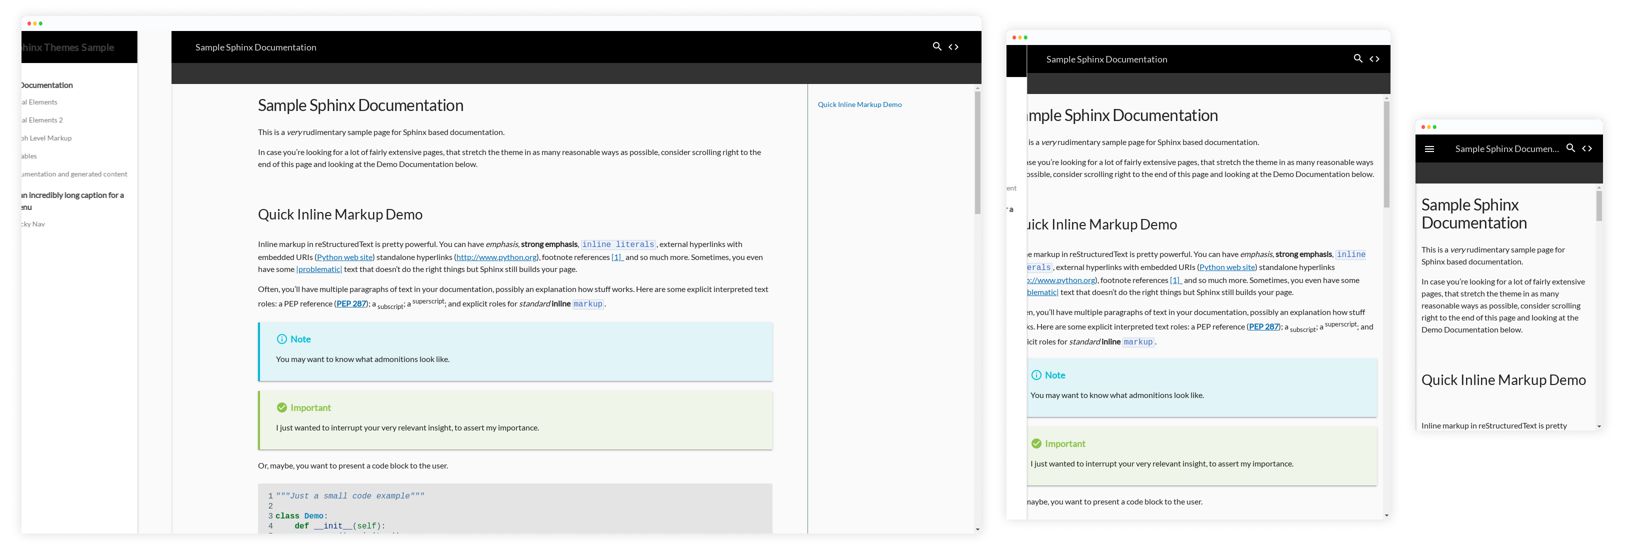 hinx Themes Sample
Documentation
al Elements
al Elements 2
ph Level Markup
ables
umentation and generated content
an incredibly long caption for a
enu
cky Nav
Sample Sphinx Documentation
Sample Sphinx Documentation
This is a very rudimentary sample page for Sphinx based documentation.
In case you're looking for a lot of fairly extensive pages, that stretch the theme in as many reasonable ways as possible, consider scrolling right to the
end of this page and looking at the Demo Documentation below.
Quick Inline Markup Demo
Inline markup in reStructuredText is pretty powerful. You can have emphasis, strong emphasis, inline literals, external hyperlinks with
embedded URIs (Python web site) standalone hyperlinks (http://www.python.org), footnote references [1] and so much more. Sometimes, you even
have some |problematic| text that doesn't do the right things but Sphinx still builds your page.
Often, you'll have multiple paragraphs of text in your documentation, possibly an explanation how stuff works. Here are some explicit interpreted text
roles: a PEP reference (PEP 287); a subscript; a superscript; and explicit roles for standard inline markup.
Note
You may want to know what admonitions look like.
Important
I just wanted to interrupt your very relevant insight, to assert my importance.
Or, maybe, you want to present a code block to the user.
1 """Just a small code example"""
2
3 class Demo:
4 def __init__(self):
Quick Inline Markup Demo
ent
r a
Sample Sphinx Documentation
mple Sphinx Documentation
is a very rudimentary sample page for Sphinx based documentation.
ase you're looking for a lot of fairly extensive pages, that stretch the theme in as many reasonable ways
possible, consider scrolling right to the end of this page and looking at the Demo Documentation below.
uick Inline Markup Demo
ne markup in reStructuredText is pretty powerful. You can have emphasis, strong emphasis, inline
erals, external hyperlinks with embedded URIs (Python web site) standalone hyperlinks
p://www.python.org), footnote references [1] and so much more. Sometimes, you even have some
blematic| text that doesn't do the right things but Sphinx still builds your page.
en, you'll have multiple paragraphs of text in your documentation, possibly an explanation how stuff
ks. Here are some explicit interpreted text roles: a PEP reference (PEP 287); a subscript; a superscript; and
licit roles for standard inline markup.
Note
You may want to know what admonitions look like.
Important
I just wanted to interrupt your very relevant insight, to assert my importance.
maybe, you want to present a code block to the user.
Sample Sphinx Documen...
Sample Sphinx
Documentation
This is a very rudimentary sample page for
Sphinx based documentation.
In case you're looking for a lot of fairly extensive
pages, that stretch the theme in as many
reasonable ways as possible, consider scrolling
right to the end of this page and looking at the
Demo Documentation below.
Quick Inline Markup Demo
Inline markup in reStructuredText is pretty